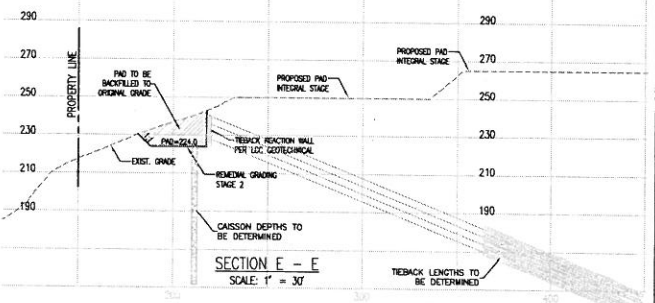 290
290
270
PROPERTY LINE
PROPOSED PAD
INTEGRAL STAGE
270
PAD TO BE
BACKFILLED TO
ORIGINAL GRADE
PROPOSED PAD
INTEGRAL STAGE
250
250
230
PAD=224.0
TIEBACK REACTION WALL
PER LGC GEOTECHNICAL
230
EXIST. GRADE
210
REMEDIAL GRADING
STAGE 2
210
190
190
CAISSON DEPTHS TO
BE DETERMINED
SECTION E - E
SCALE: 1" = 30'
TIEBACK LENGTHS TO
BE DETERMINED
300
400